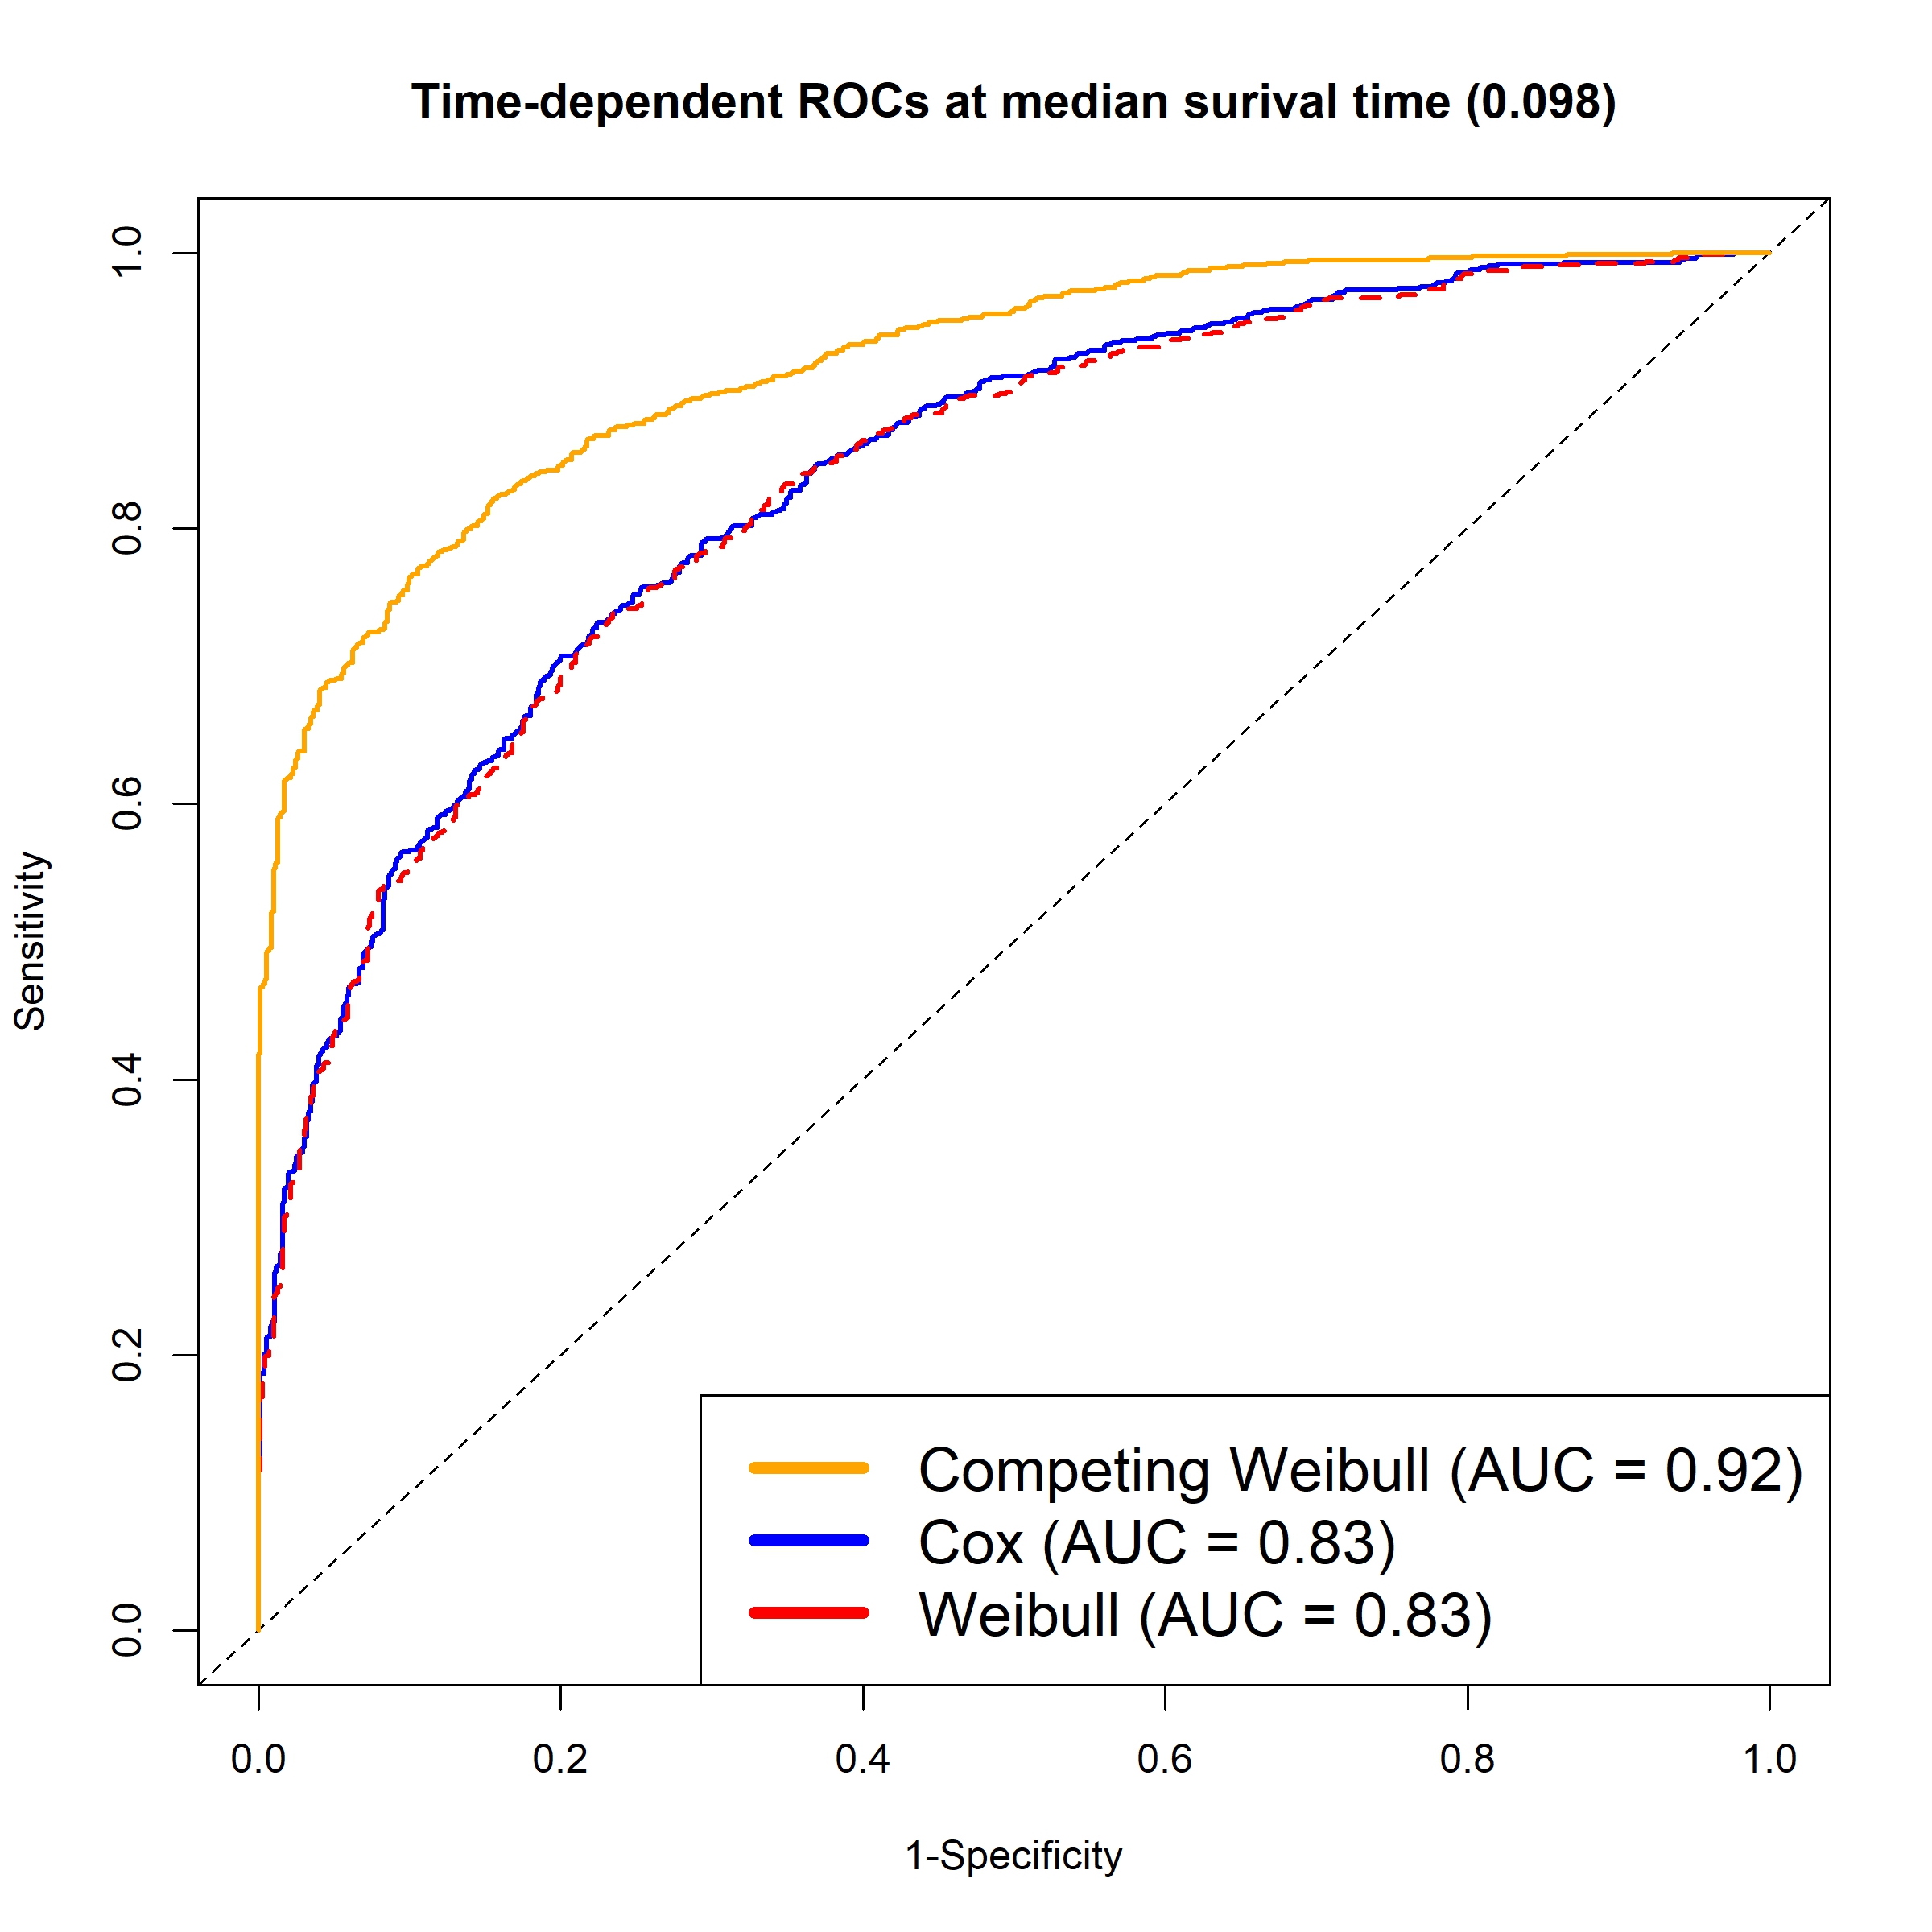 Time-dependent ROCs at median surival time (0.098)
Sensitivity
1.0
0.8
0.6
0.4
0.2
0.0
Competing Weibull (AUC = 0.92)
Cox (AUC = 0.83)
Weibull (AUC = 0.83)
0.0 0.2 0.4 0.6 0.8 1.0
1-Specificity